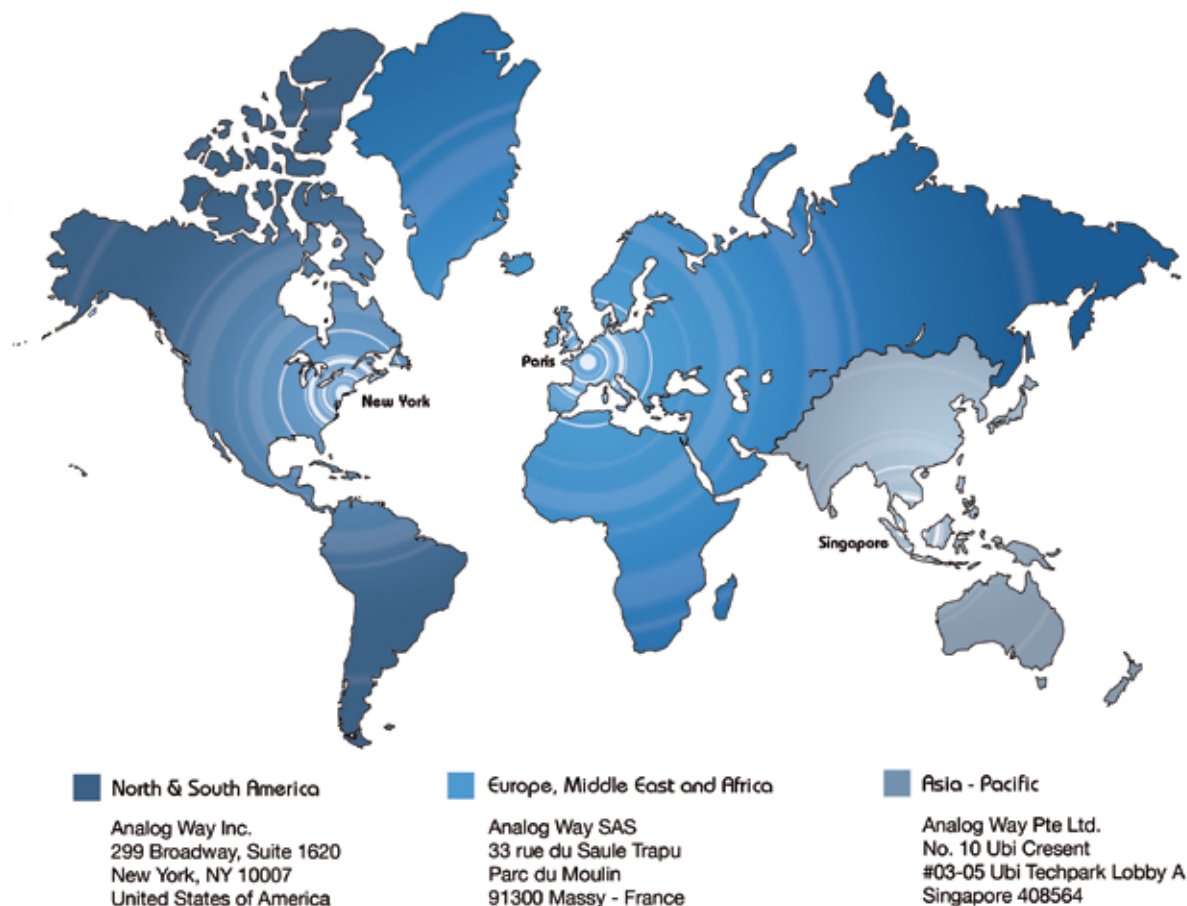 Paris
New York
Singapore
North & South America
Analog Way Inc.
299 Broadway, Suite 1620
New York, NY 10007
United States of America
Europe, Middle East and Africa
Analog Way SAS
33 rue du Saule Trapu
Parc du Moulin
91300 Massy - France
Asia - Pacific
Analog Way Pte Ltd.
No. 10 Ubi Cresent
#03-05 Ubi Techpark Lobby A
Singapore 408564